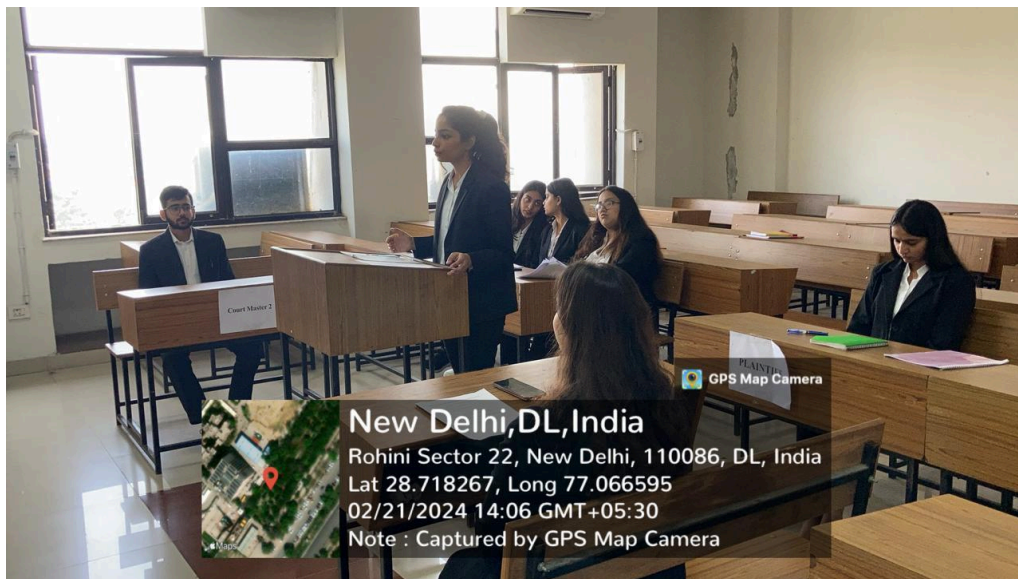 Court Master 2
PLAINTIFF
GPS Map Camera
New Delhi,DL,India
Rohini Sector 22, New Delhi, 110086, DL, India
Lat 28.718267, Long 77.066595
02/21/2024 14:06 GMT+05:30
Note : Captured by GPS Map Camera
Maps